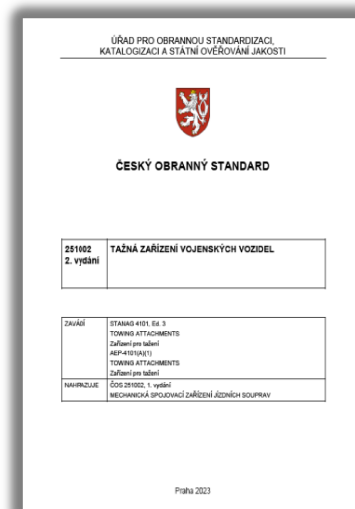 ÚŘAD PRO OBRANNOU STANDARDIZACI,
KATALOGIZACI A STÁTNÍ OVĚŘOVÁNÍ JAKOSTI
ČESKÝ OBRANNÝ STANDARD
251002 TAŽNÁ ZAŘÍZENÍ VOJENSKÝCH VOZIDEL
2. vydání
ZAVÁDÍ STANAG 4101, Ed. 3
TOWING ATTACHMENTS
Zařízení pro tažení
AEP-4101(A)(1)
TOWING ATTACHMENTS
Zařízení pro tažení
NAHRAZUJE ČOS 251002, 1. vydání
MECHANICKÁ SPOJOVACÍ ZAŘÍZENÍ JÍZDNÍCH SOUPRAV
Praha 2023